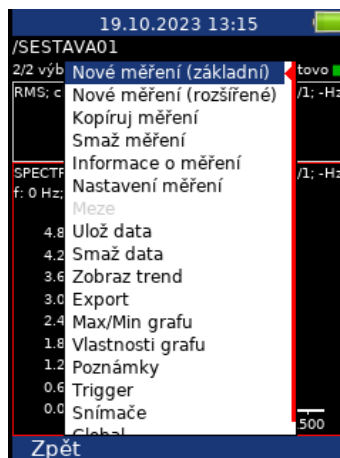 19.10.2023 13:15
/SESTAVA01
2/2 výb
tovo
RMS; c
/1; -Hz
Nové měření (základní)
Nové měření (rozšířené)
Kopíruj měření
Smaž měření
Informace o měření
Nastavení měření
Meze
Ulož data
Smaž data
Zobraz trend
Export
Max/Min grafu
Vlastnosti grafu
Poznámky
Trigger
Snímače
Global
SPECTR
/1; -Hz
f: 0 Hz;
4.8
4.2
3.6
3.0
2.4
1.8
1.2
0.6
0.0
500
Zpět